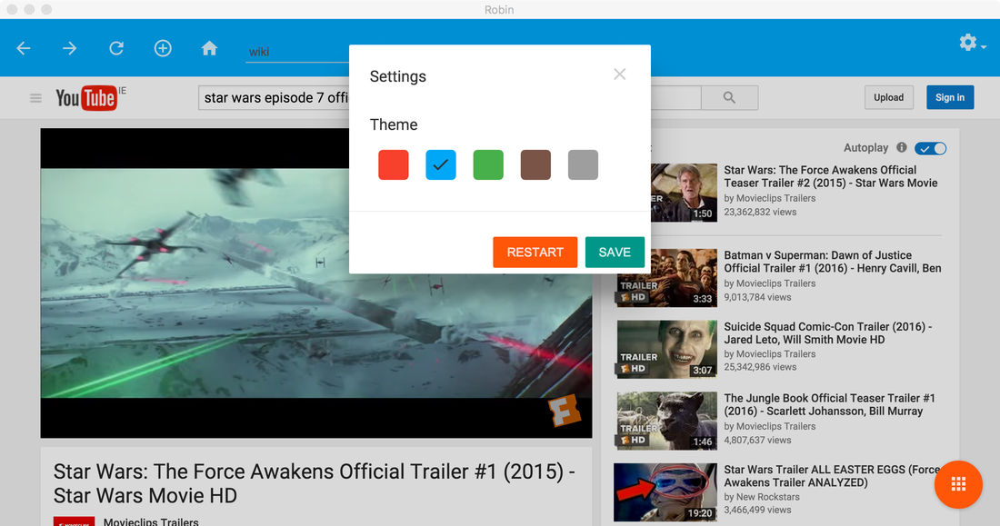 Robin
wiki
YouTube IE
star wars episode 7 offi
Upload
Sign in
Settings
Theme
RESTART
SAVE
Autoplay
Star Wars: The Force Awakens Official
Teaser Trailer #2 (2015) - Star Wars Movie
by Movieclips Trailers
23,362,832 views
1:50
Batman v Superman: Dawn of Justice
Official Trailer #1 (2016) - Henry Cavill, Ben
by Movieclips Trailers
9,013,784 views
TRAILER
HD
3:33
Suicide Squad Comic-Con Trailer (2016) -
Jared Leto, Will Smith Movie HD
by Movieclips Trailers
25,342,986 views
TRAILER
HD
3:07
The Jungle Book Official Teaser Trailer #1
(2016) - Scarlett Johansson, Bill Murray
by Movieclips Trailers
4,807,637 views
TRAILER
HD
1:46
Star Wars Trailer ALL EASTER EGGS (Force
Awakens Trailer ANALYZED)
by New Rockstars
3,466,499 views
19:20
F
Star Wars: The Force Awakens Official Trailer #1 (2015) -
Star Wars Movie HD
Movieclips Trailers